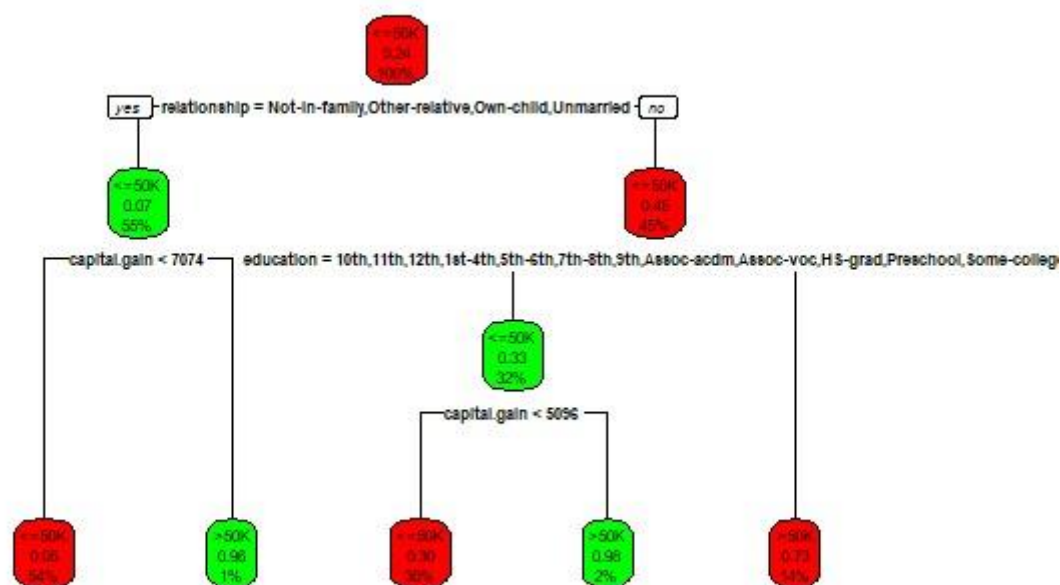 <=50K
0.24
100%
yes relationship = Not-in-family,Other-relative,Own-child,Unmarried no
<=50K
0.07
55%
<=50K
0.45
45%
capital.gain < 7074
education = 10th,11th,12th,1st-4th,5th-6th,7th-8th,9th,Assoc-acdm,Assoc-voc,HS-grad,Preschool,Some-college
<=50K
0.33
32%
capital.gain < 5096
<=50K
0.05
54%
>50K
0.96
1%
<=50K
0.30
30%
>50K
0.98
2%
>50K
0.73
14%